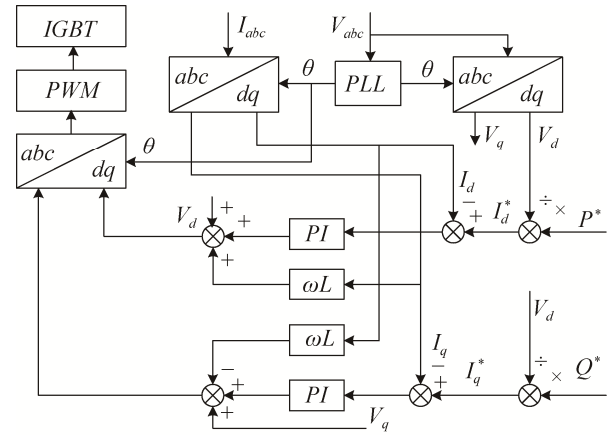 IGBT
PWM
I_abc
V_abc
abc
dq
θ
PLL
θ
abc
dq
abc
dq
θ
V_q
V_d
I_d
I_d^*
÷
×
P^*
−
+
V_d
+
+
+
+
PI
ωL
ωL
V_d
I_q
I_q^*
÷
×
Q^*
−
+
−
+
+
PI
V_q